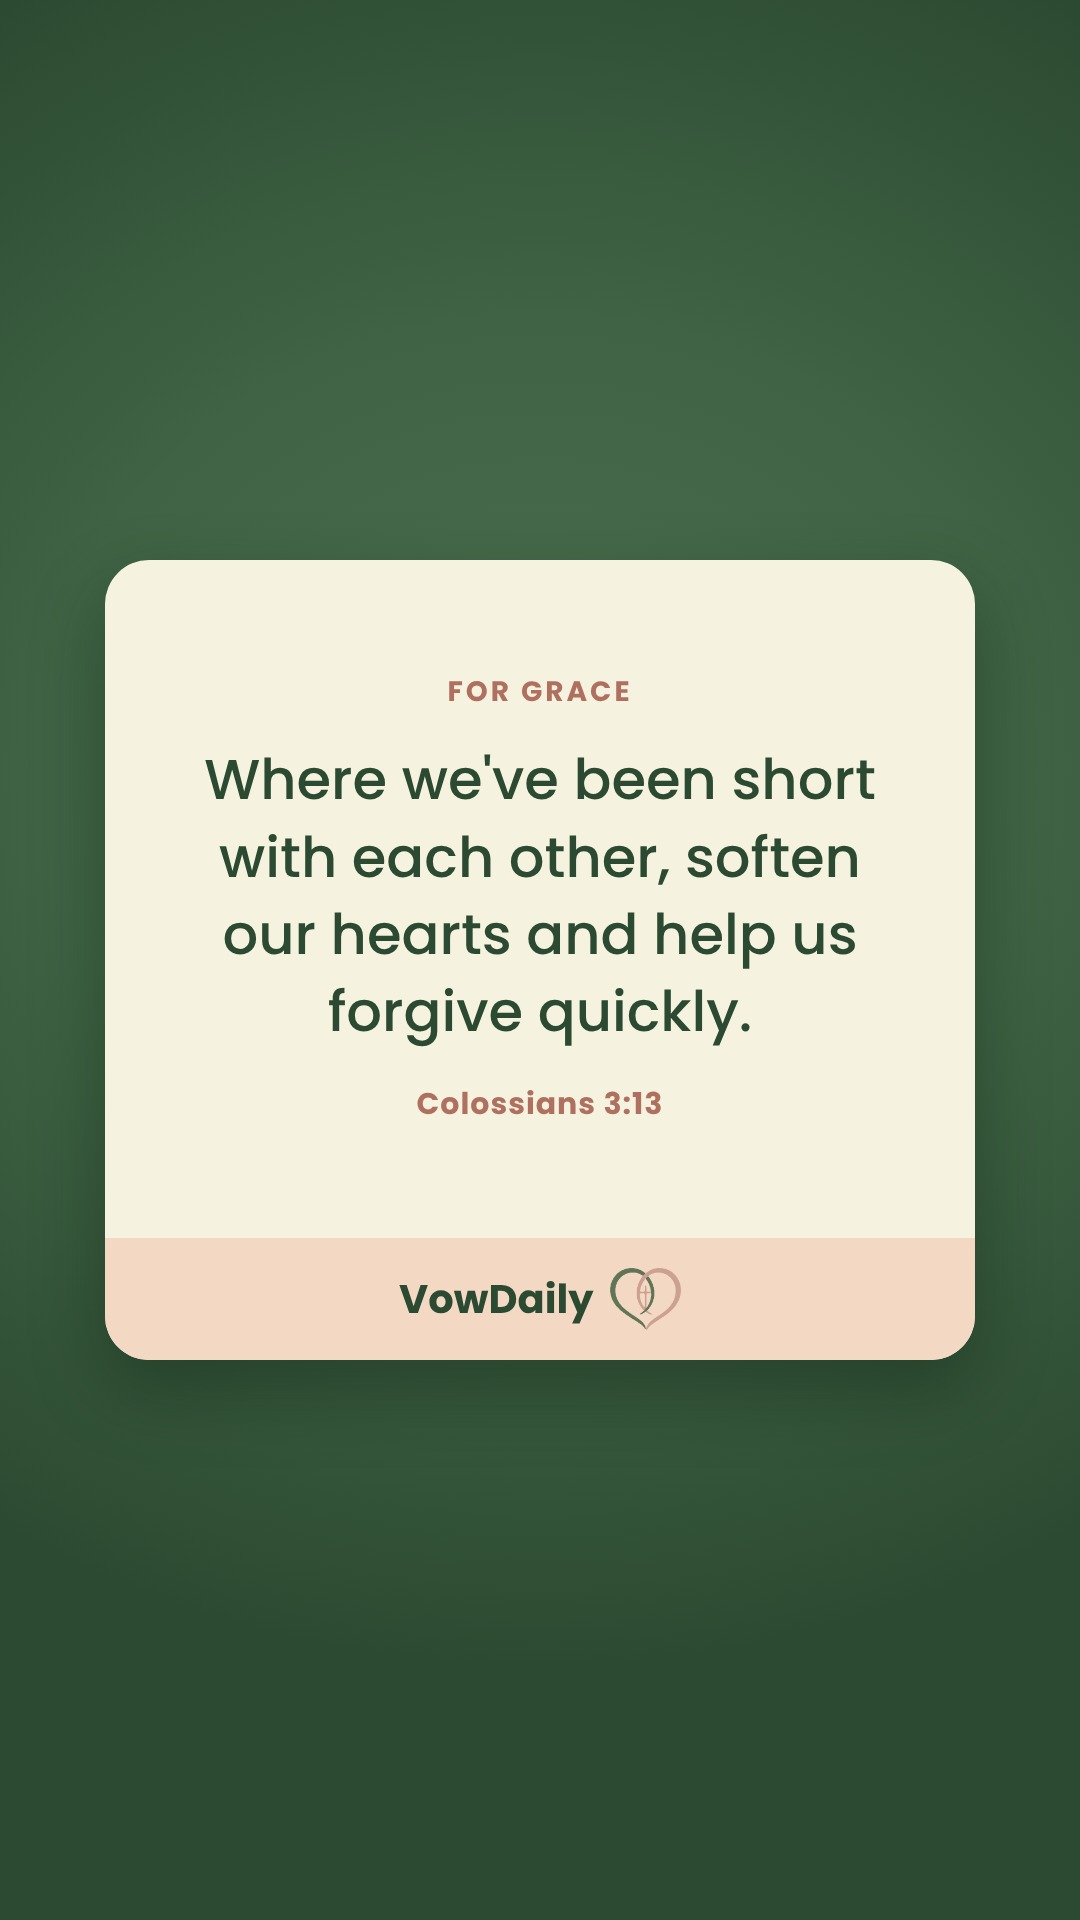 FOR GRACE
Where we've been short
with each other, soften
our hearts and help us
forgive quickly.
Colossians 3:13
VowDaily